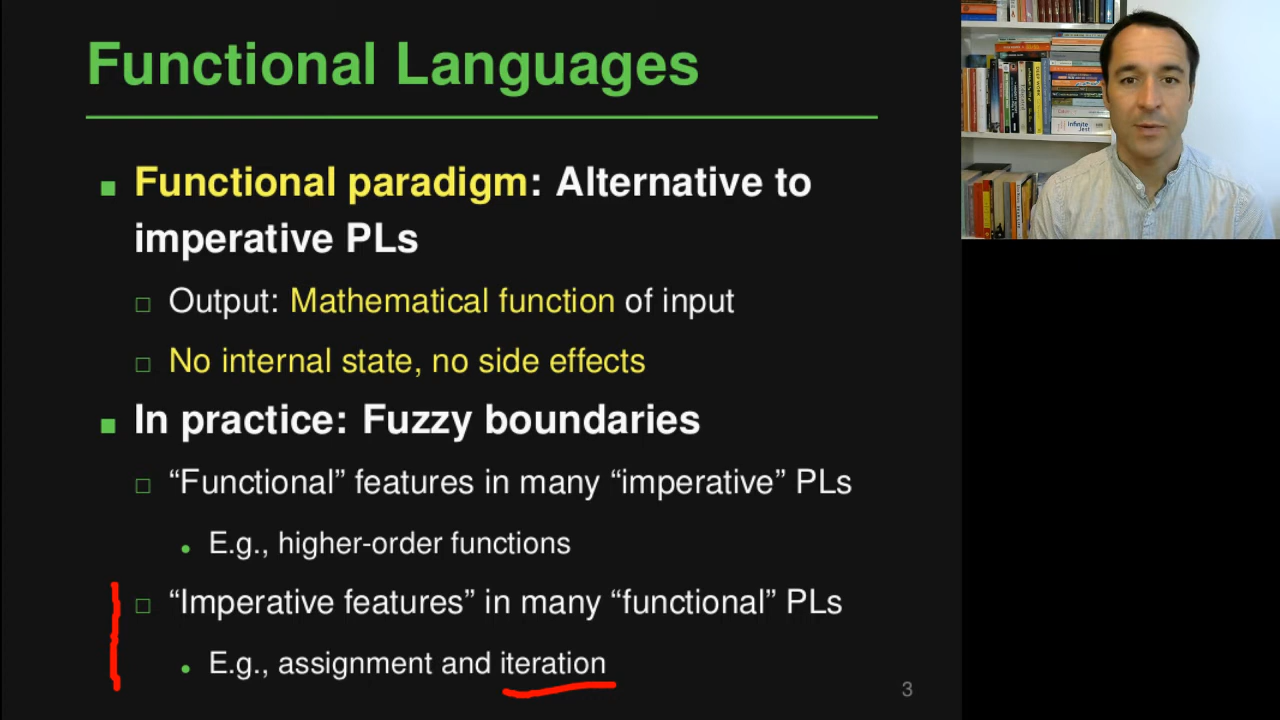 Functional Languages
Functional paradigm: Alternative to
imperative PLs
Output: Mathematical function of input
No internal state, no side effects
In practice: Fuzzy boundaries
“Functional” features in many “imperative” PLs
E.g., higher-order functions
“Imperative features” in many “functional” PLs
E.g., assignment and iteration
3
Infinite
Jest